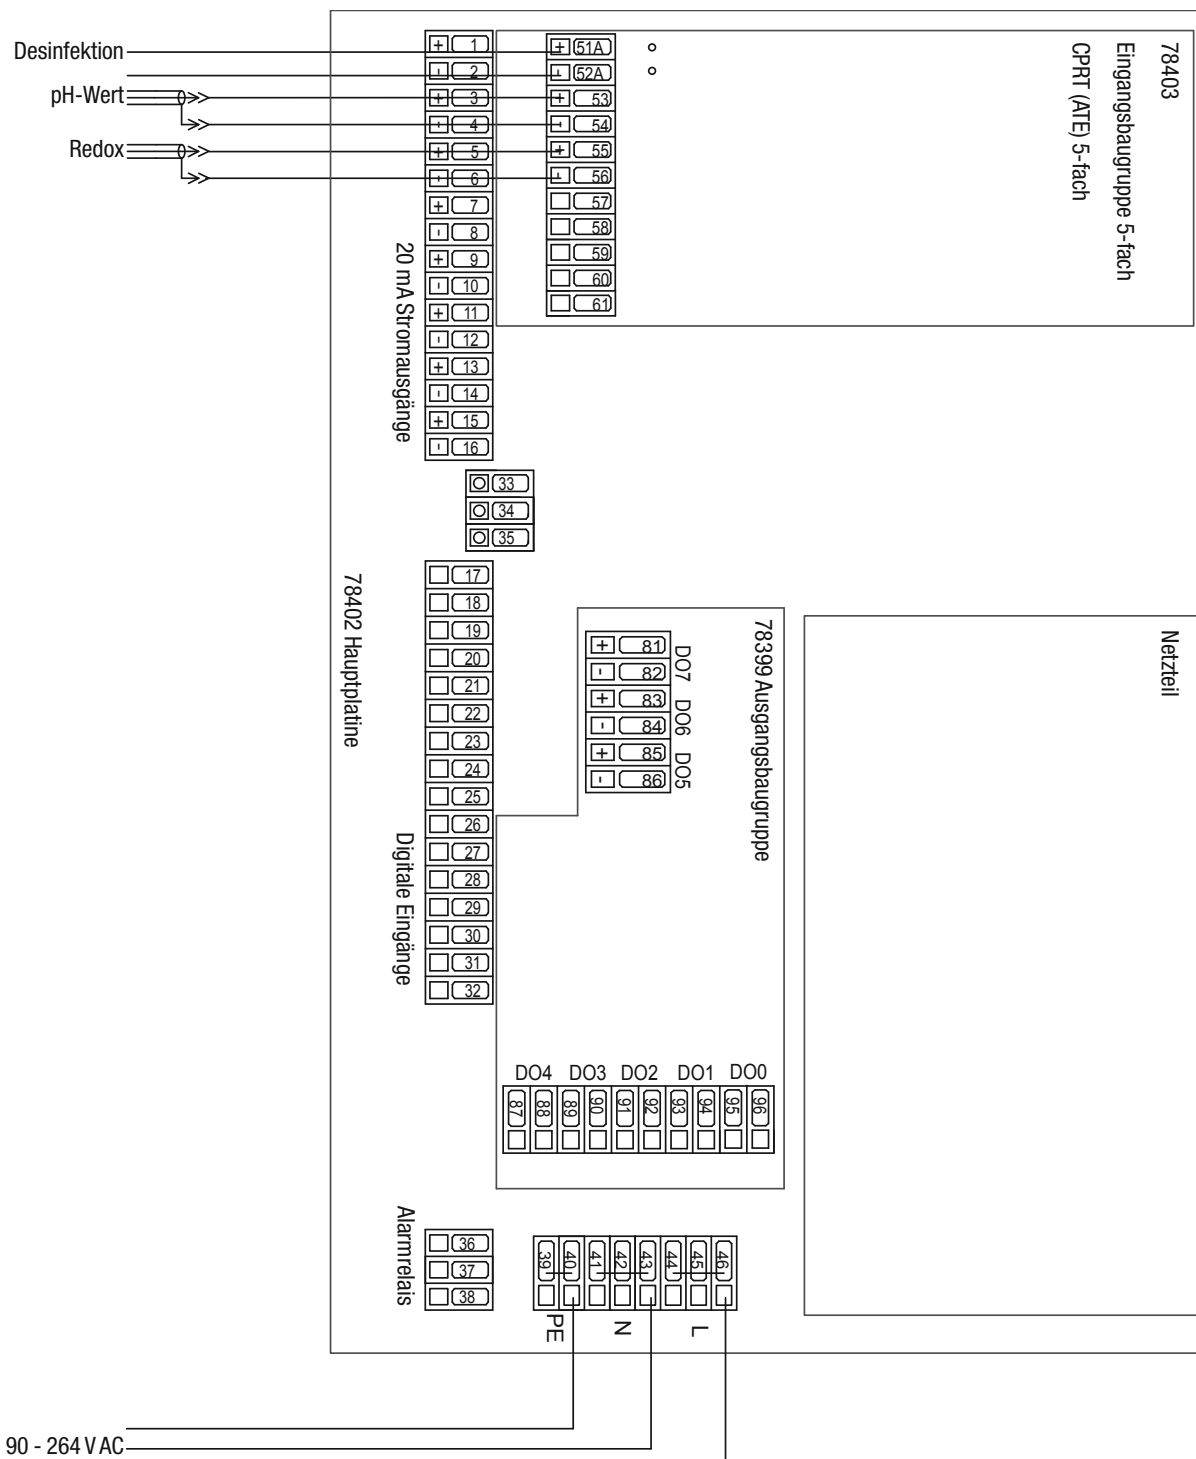 Desinfektion
pH-Wert
Redox
+ 1
- 2
+ 3
- 4
+ 5
- 6
+ 7
- 8
+ 9
- 10
+ 11
- 12
+ 13
- 14
+ 15
- 16
20 mA Stromausgänge
+ 51A
- 52A
+ 53
- 54
+ 55
- 56
57
58
59
60
61
78403
Eingangsbaugruppe 5-fach
CPRT (ATE) 5-fach
33
34
35
17
18
19
20
21
22
23
24
25
26
27
28
29
30
31
32
Digitale Eingänge
78402 Hauptplatine
+ 81
- 82
+ 83
- 84
+ 85
- 86
DO7
DO6
DO5
78399 Ausgangsbaugruppe
Netzteil
DO4 DO3 DO2 DO1 DO0
87 88 89 90 91 92 93 94 95 96
Alarmrelais
36
37
38
39 40 41 42 43 44 45 46
PE N L
90 - 264 V AC